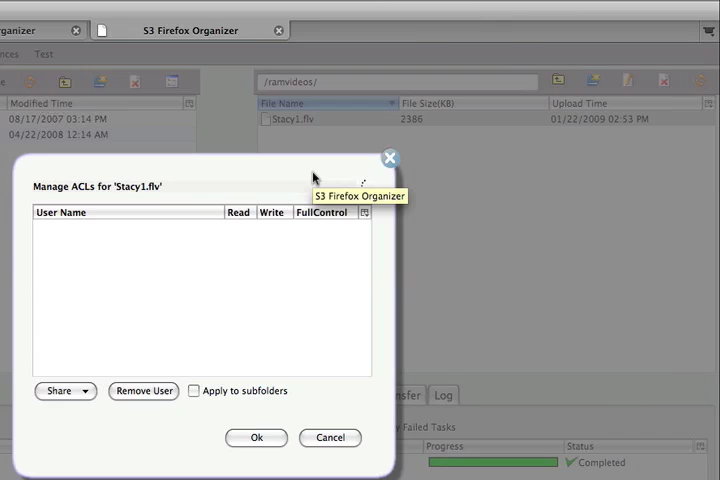 rganizer
S3 Firefox Organizer
nces Test
e
/ramvideos/
Modified Time
File Name File Size(KB) Upload Time
08/17/2007 03:14 PM
Stacy1.flv 2386 01/22/2009 02:53 PM
04/22/2008 12:14 AM
Manage ACLs for 'Stacy1.flv'
S3 Firefox Organizer
User Name Read Write FullControl
Share Remove User Apply to subfolders
nsfer Log
y Failed Tasks
Ok Cancel
Progress Status
Completed